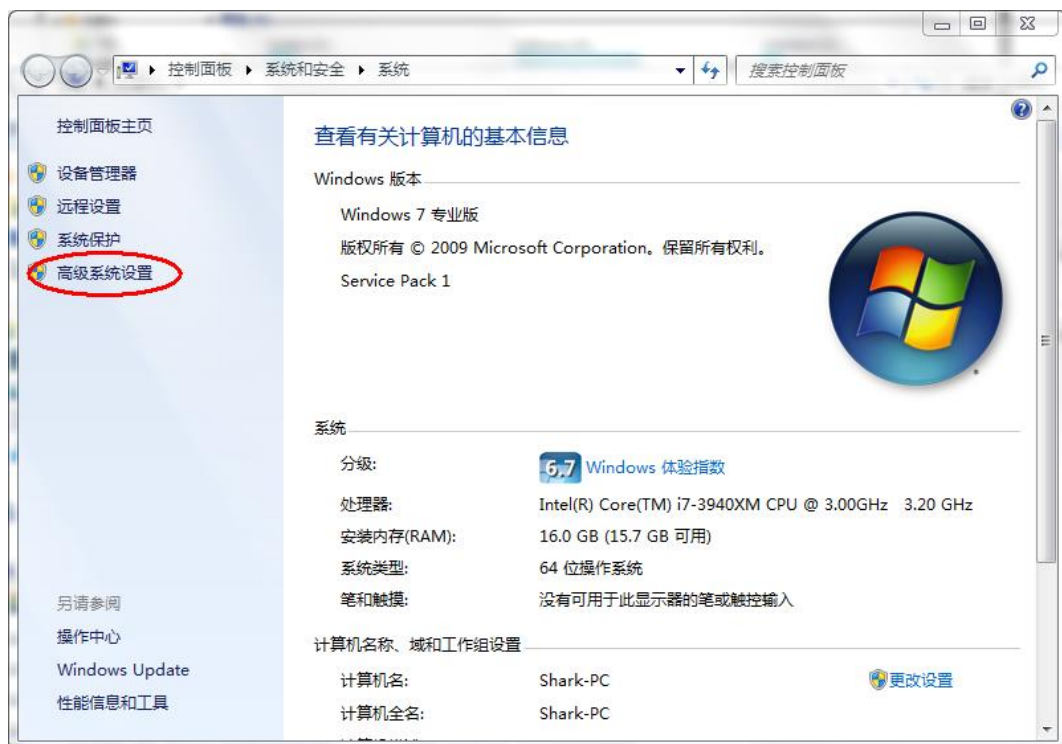 控制面板 系统和安全 系统 搜索控制面板
控制面板主页
设备管理器
远程设置
系统保护
高级系统设置
另请参阅
操作中心
Windows Update
性能信息和工具
查看有关计算机的基本信息
Windows 版本
Windows 7 专业版
版权所有 © 2009 Microsoft Corporation。保留所有权利。
Service Pack 1
系统
分级: 6.7 Windows 体验指数
处理器: Intel(R) Core(TM) i7-3940XM CPU @ 3.00GHz 3.20 GHz
安装内存(RAM): 16.0 GB (15.7 GB 可用)
系统类型: 64 位操作系统
笔和触摸: 没有可用于此显示器的笔或触控输入
计算机名称、域和工作组设置
计算机名: Shark-PC 更改设置
计算机全名: Shark-PC